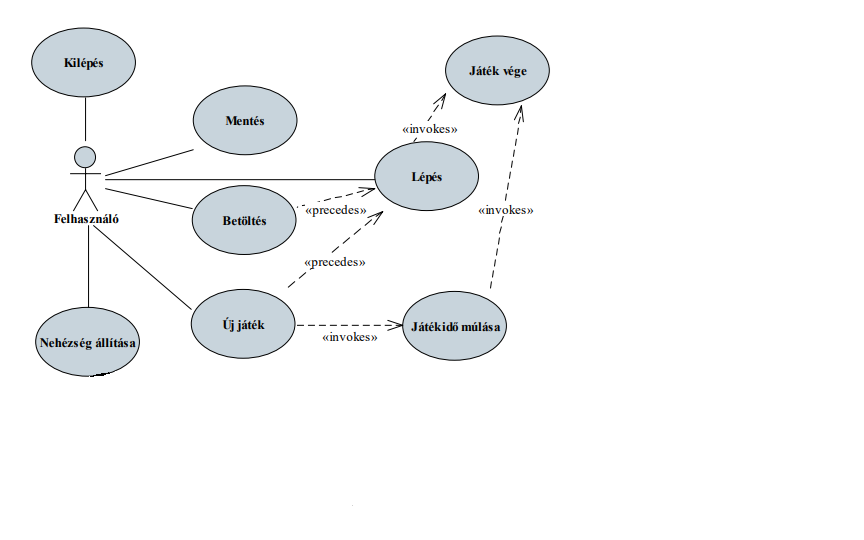 Kilépés
Játék vége
Mentés
«invokes»
Lépés
Felhasználó
Betöltés
«precedes»
«invokes»
«precedes»
Új játék
Játékidő múlása
«invokes»
Nehézség állítása